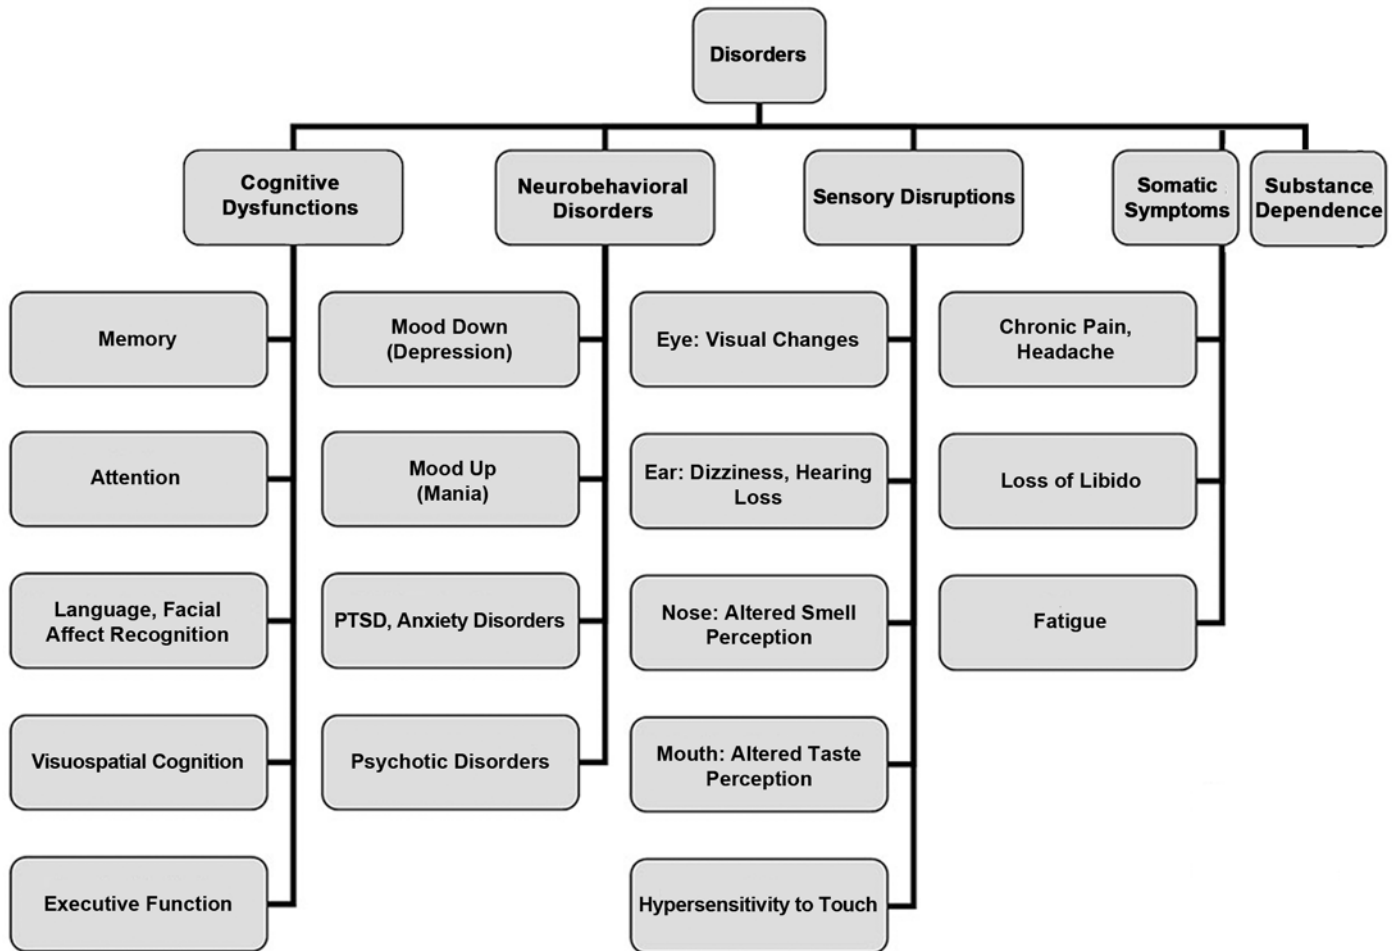 Disorders
Cognitive
Dysfunctions
Neurobehavioral
Disorders
Sensory Disruptions
Somatic
Symptoms
Substance
Dependence
Memory
Attention
Language, Facial
Affect Recognition
Visuospatial Cognition
Executive Function
Mood Down
(Depression)
Mood Up
(Mania)
PTSD, Anxiety Disorders
Psychotic Disorders
Eye: Visual Changes
Ear: Dizziness, Hearing
Loss
Nose: Altered Smell
Perception
Mouth: Altered Taste
Perception
Hypersensitivity to Touch
Chronic Pain,
Headache
Loss of Libido
Fatigue